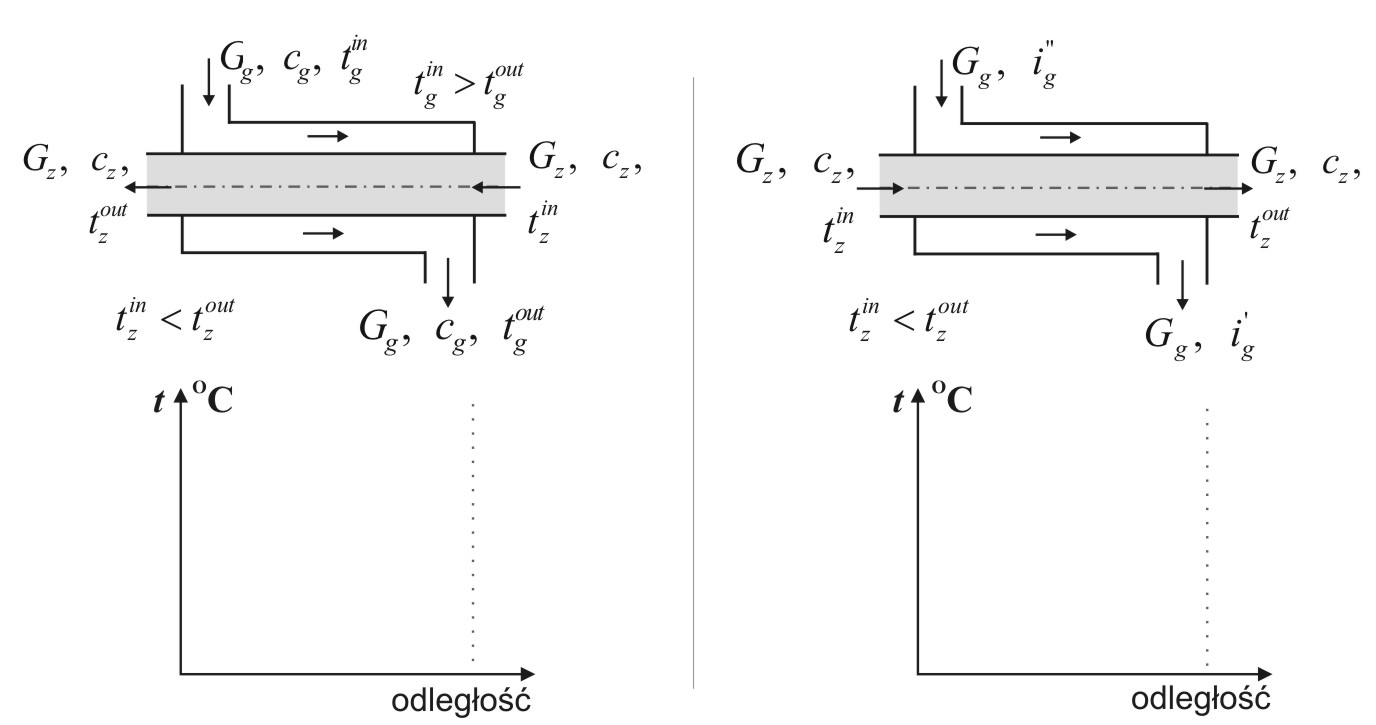 G_g, c_g, t_g^in
t_g^in > t_g^out
G_z, c_z,
t_z^out
G_z, c_z,
t_z^in
t_z^in < t_z^out
G_g, c_g, t_g^out
t °C
odległość
G_g, i_g^"
G_z, c_z,
t_z^in
G_z, c_z,
t_z^out
t_z^in < t_z^out
G_g, i_g^'
t °C
odległość